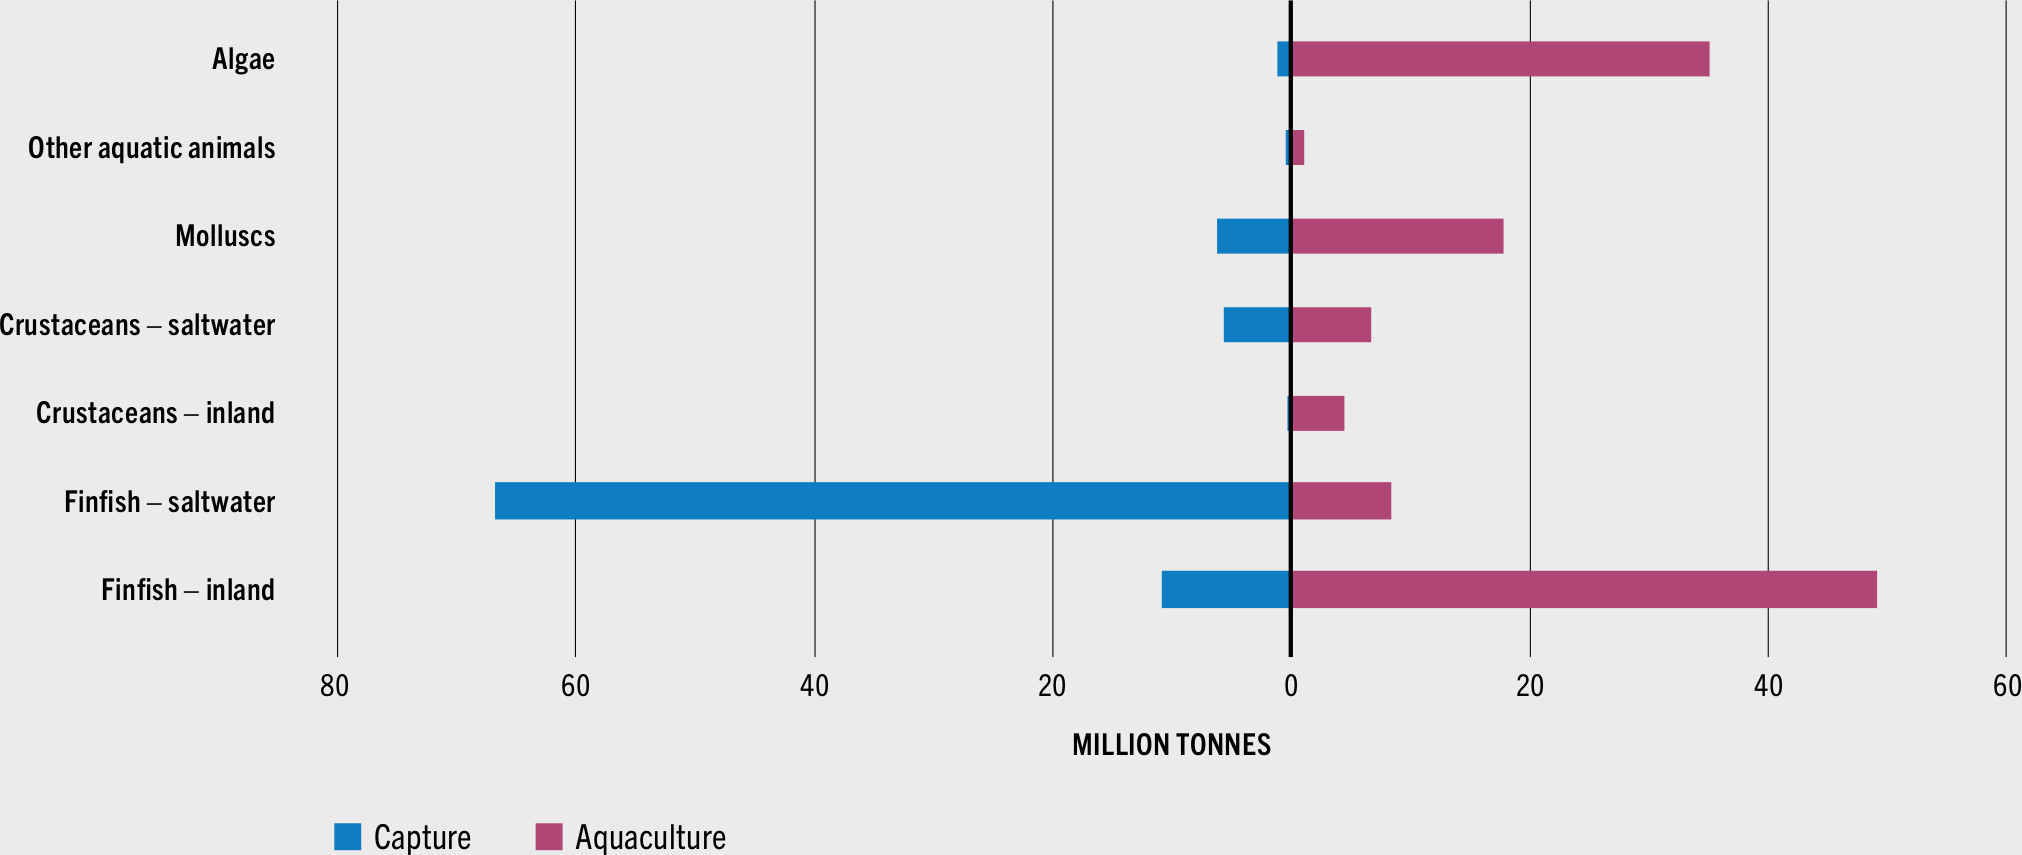 Algae
Other aquatic animals
Molluscs
Crustaceans – saltwater
Crustaceans – inland
Finfish – saltwater
Finfish – inland
80 60 40 20 0 20 40 60
MILLION TONNES
Capture Aquaculture